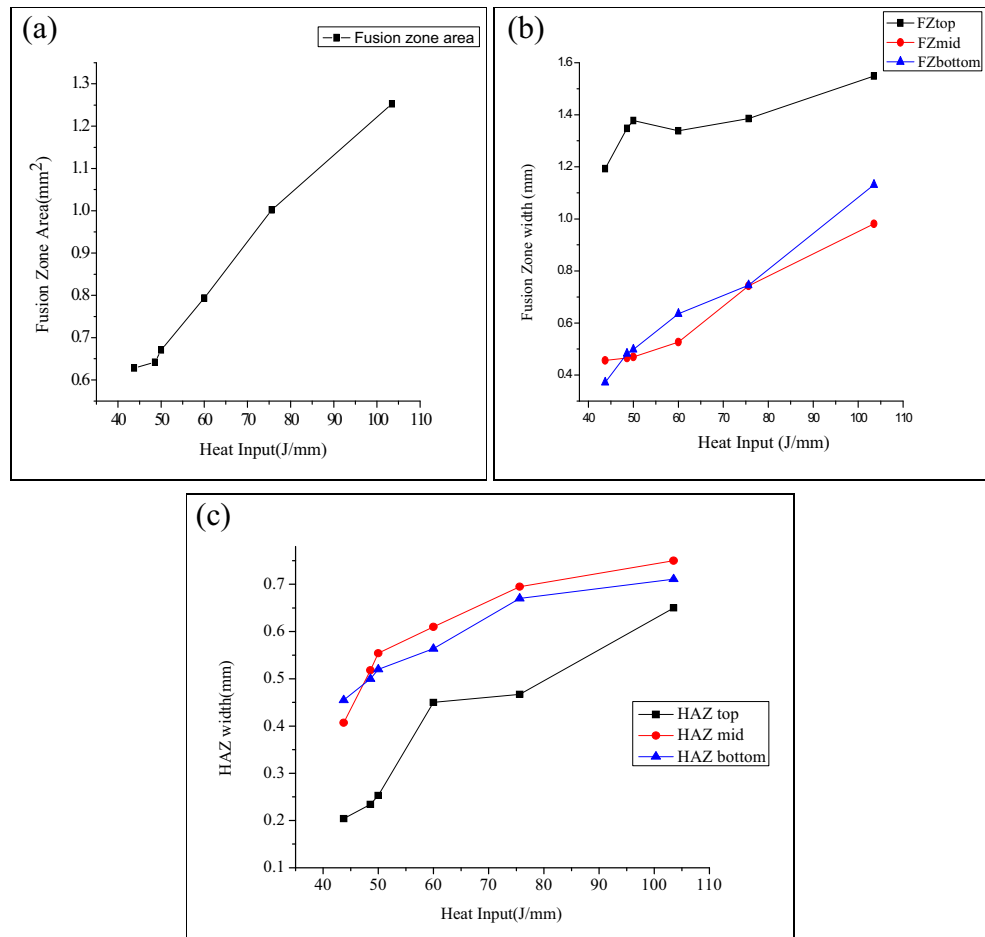 (a)
Fusion zone area
1.3
1.2
1.1
1.0
0.9
0.8
0.7
0.6
Fusion Zone Area(mm²)
40 50 60 70 80 90 100 110
Heat Input(J/mm)
(b)
FZtop
FZmid
FZbottom
1.6
1.4
1.2
1.0
0.8
0.6
0.4
Fusion Zone width (mm)
40 50 60 70 80 90 100 110
Heat Input (J/mm)
(c)
0.7
0.6
0.5
0.4
0.3
0.2
0.1
HAZ width(mm)
HAZ top
HAZ mid
HAZ bottom
40 50 60 70 80 90 100 110
Heat Input(J/mm)